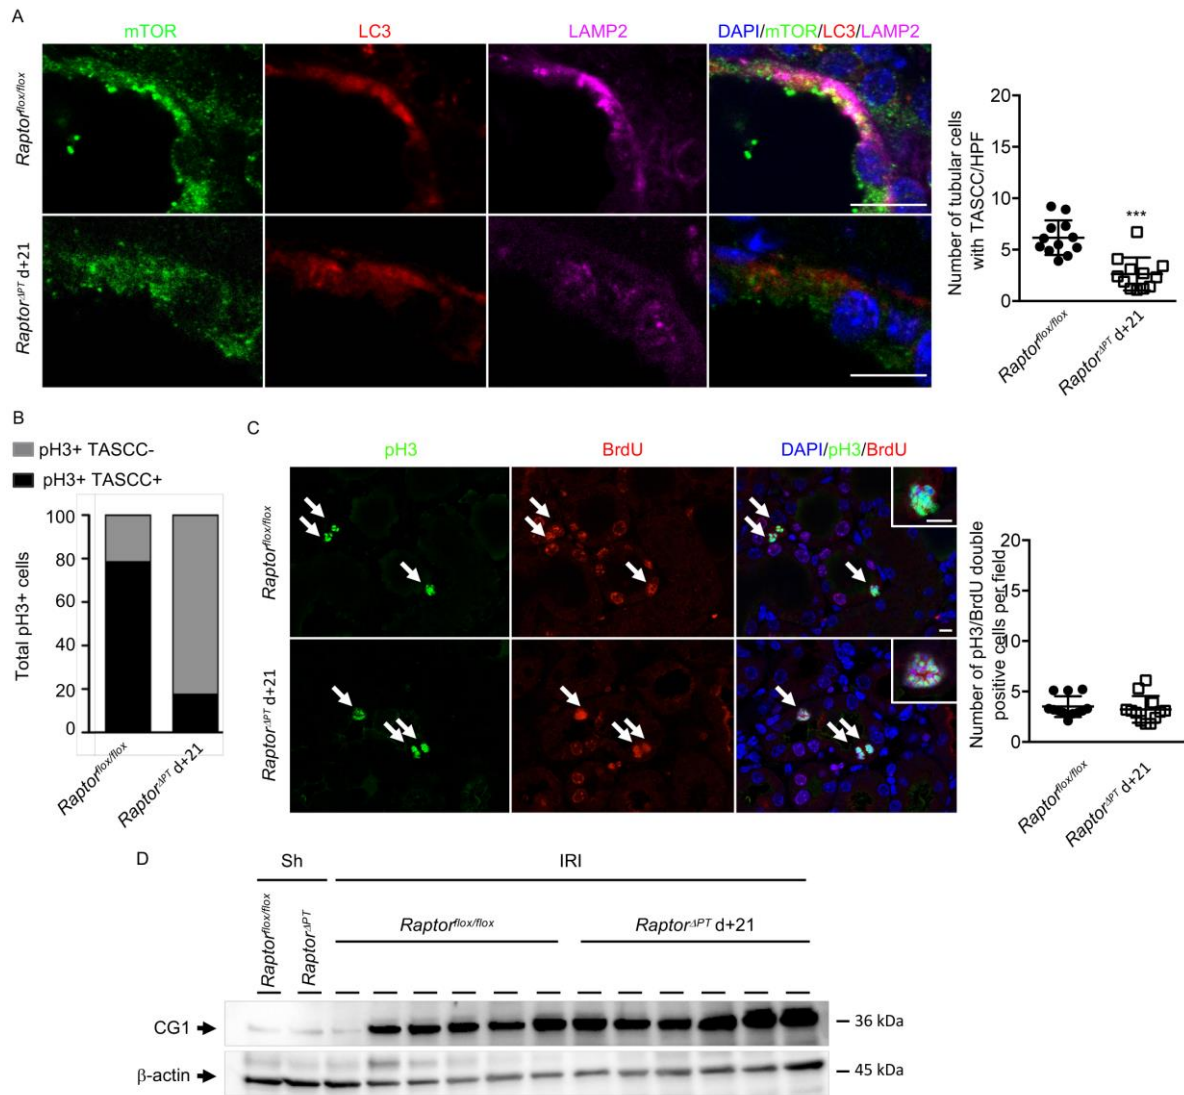 A
mTOR
LC3
LAMP2
DAPI/mTOR/LC3/LAMP2
Raptorflox/flox
RaptorΔPT d+21
Number of tubular cells
with TASCC/HPF
20
15
10
5
0
***
Raptorflox/flox
RaptorΔPT d+21
B
pH3+ TASCC-
pH3+ TASCC+
Total pH3+ cells
100
80
60
40
20
0
Raptorflox/flox
RaptorΔPT d+21
C
pH3
BrdU
DAPI/pH3/BrdU
Raptorflox/flox
RaptorΔPT d+21
Number of pH3/BrdU double
positive cells per field
20
15
10
5
0
Raptorflox/flox
RaptorΔPT d+21
D
Sh
IRI
Raptorflox/flox
RaptorΔPT
Raptorflox/flox
RaptorΔPT d+21
CG1
36 kDa
β-actin
45 kDa